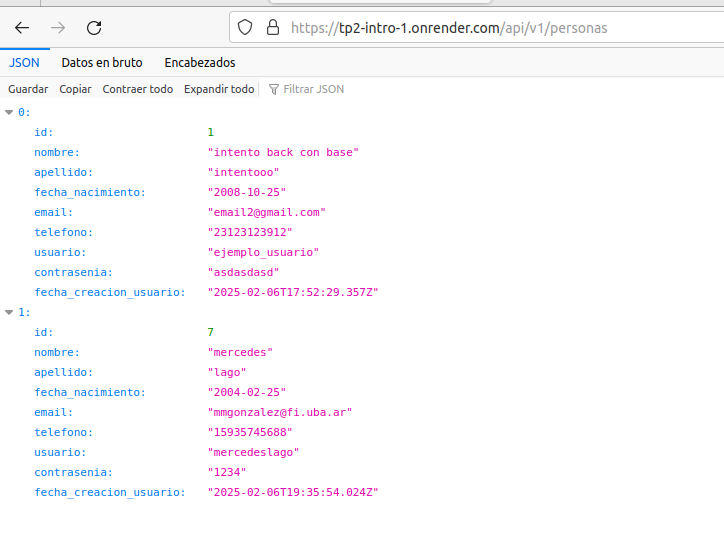 https://tp2-intro-1.onrender.com/api/v1/personas
JSON Datos en bruto Encabezados
Guardar Copiar Contraer todo Expandir todo Filtrar JSON
0:
id: 1
nombre: "intento back con base"
apellido: "intentooo"
fecha_nacimiento: "2008-10-25"
email: "email2@gmail.com"
telefono: "23123123912"
usuario: "ejemplo_usuario"
contrasenia: "asdasdasd"
fecha_creacion_usuario: "2025-02-06T17:52:29.357Z"
1:
id: 7
nombre: "mercedes"
apellido: "lago"
fecha_nacimiento: "2004-02-25"
email: "mmgonzalez@fi.uba.ar"
telefono: "15935745688"
usuario: "mercedeslago"
contrasenia: "1234"
fecha_creacion_usuario: "2025-02-06T19:35:54.024Z"